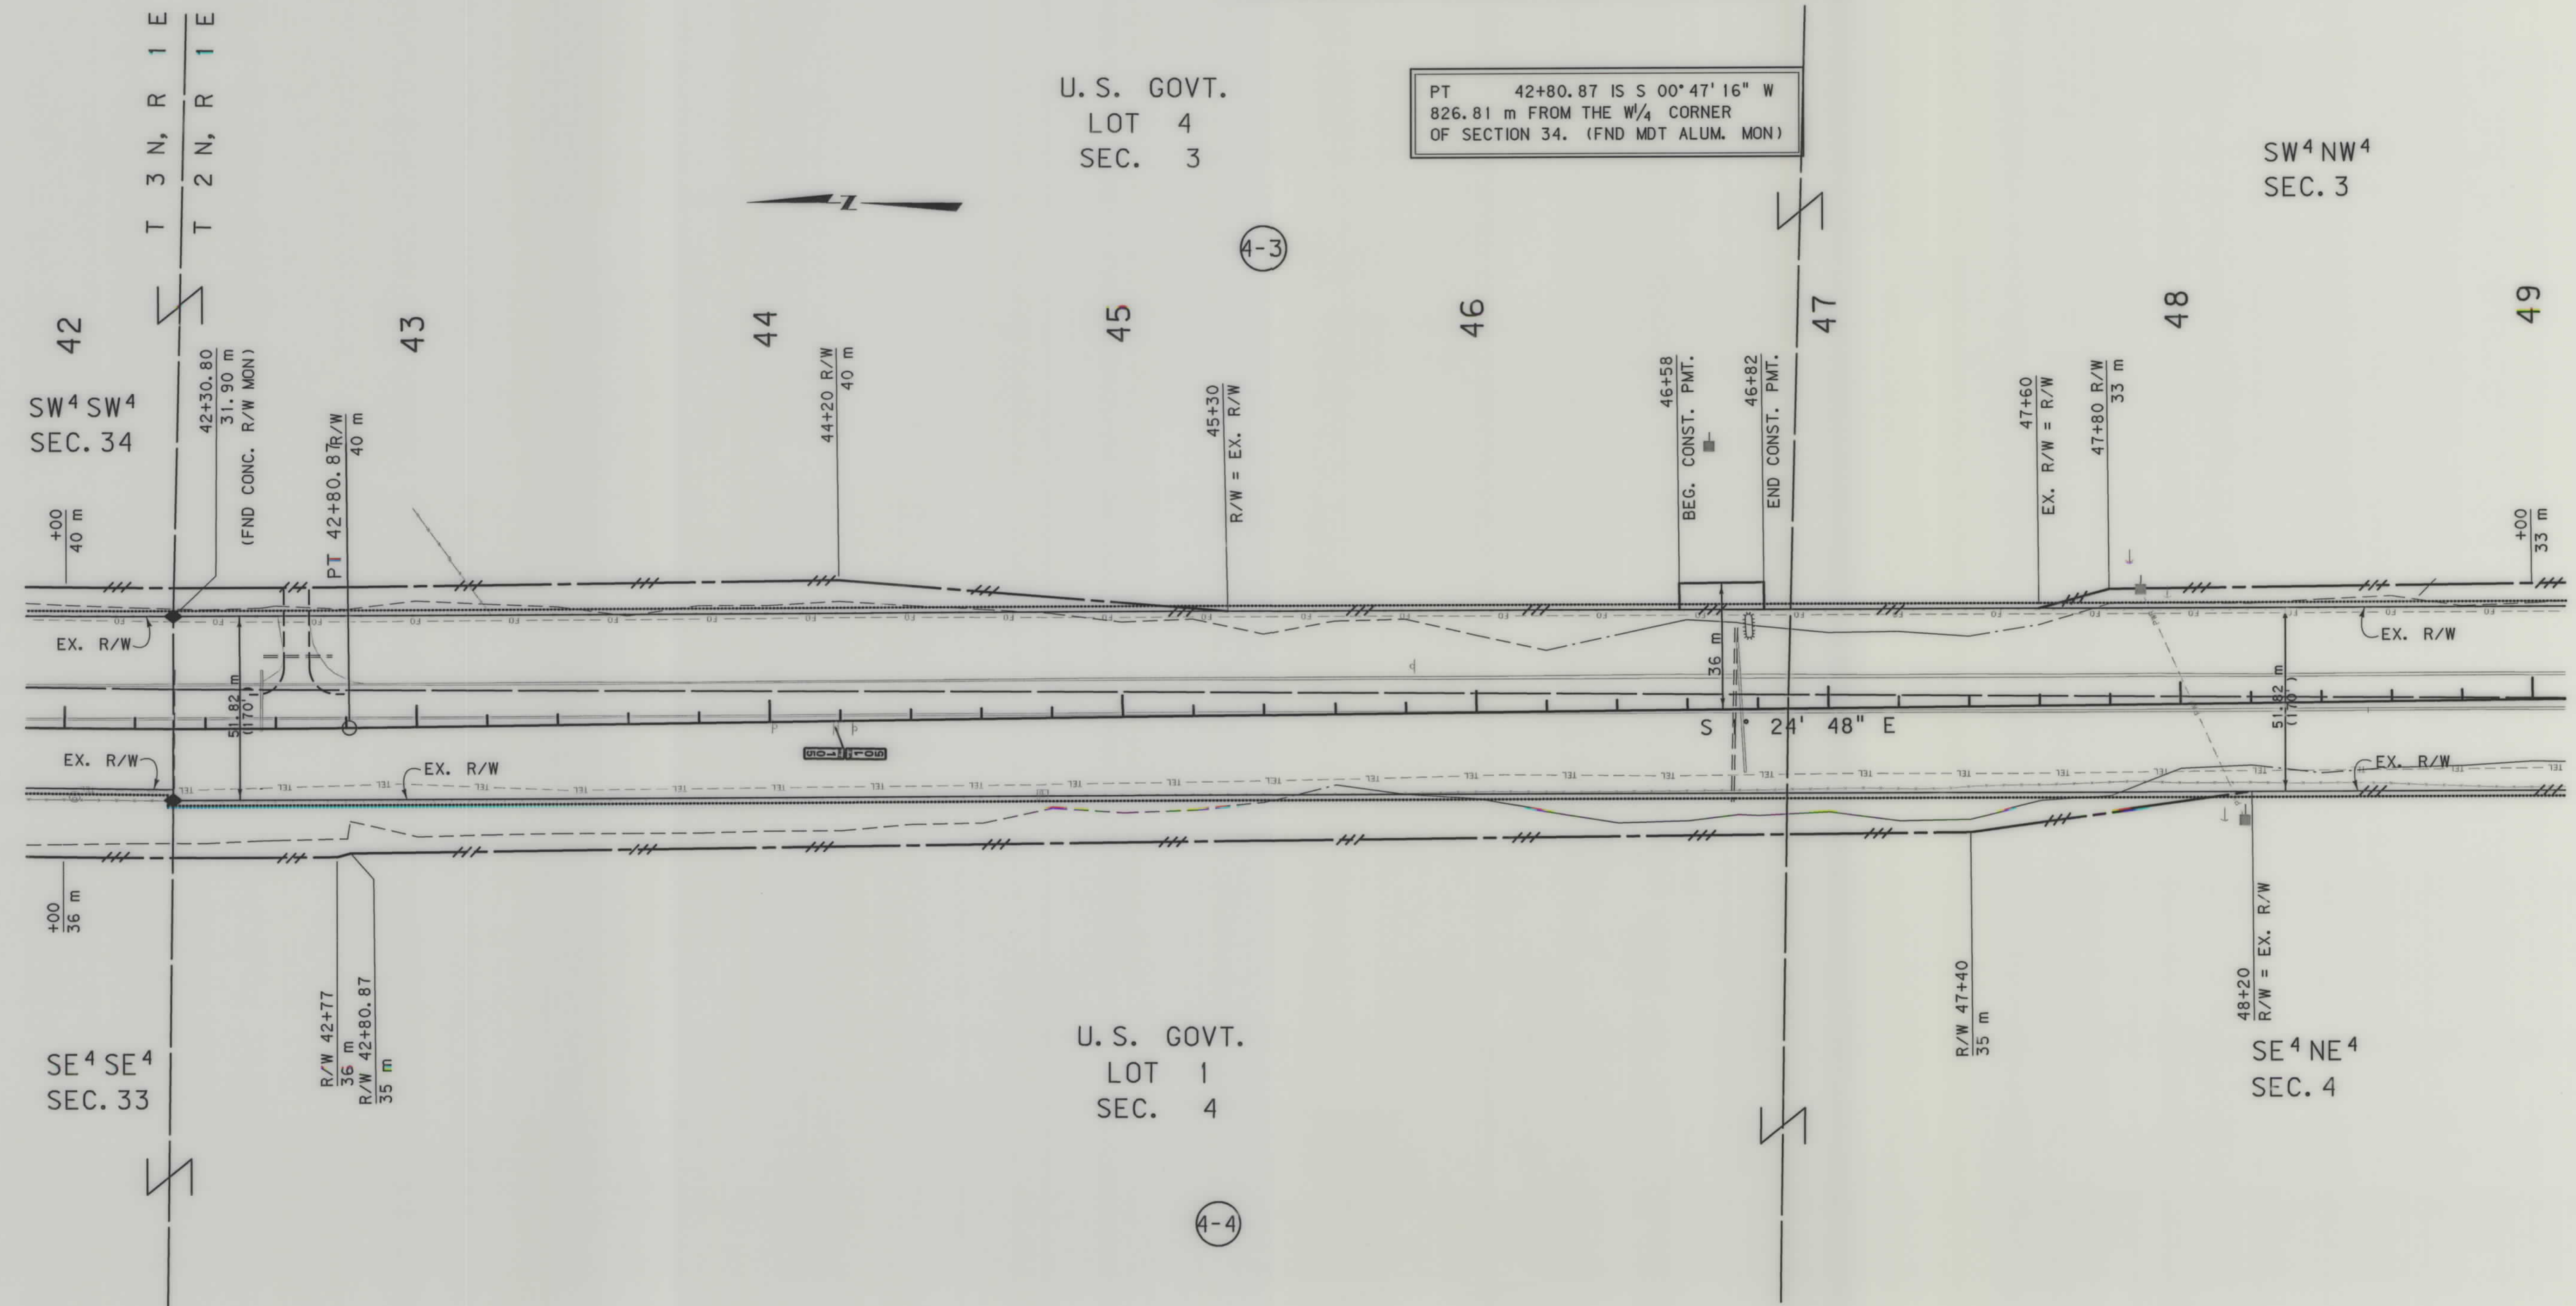 T 3 N, R 1 E
T 2 N, R 1 E
U.S. GOVT.
LOT 4
SEC. 3
PT 42+80.87 IS S 00°47'16" W
826.81 m FROM THE W1/4 CORNER
OF SECTION 34. (FND MDT ALUM. MON)
SW4 NW4
SEC. 3
Z
4-3
42
43
44
45
46
47
48
49
SW4 SW4
SEC. 34
+00
40 m
42+30.80
31.90 m
(FND CONC. R/W MON)
PT 42+80.87 R/W
40 m
44+20 R/W
40 m
45+30
R/W = EX. R/W
46+58
BEG. CONST. PMT.
46+82
END CONST. PMT.
47+60
EX. R/W = R/W
47+80 R/W
33 m
+00
33 m
EX. R/W
EX. R/W
51.82 m
(170')
36 m
51.82 m
(170')
S ° 24' 48" E
EX. R/W
EX. R/W
EX. R/W
+00
36 m
R/W 42+77
36 m
R/W 42+80.87
35 m
R/W 47+40
35 m
48+20
R/W = EX. R/W
SE4 SE4
SEC. 33
U.S. GOVT.
LOT 1
SEC. 4
SE4 NE4
SEC. 4
4-4